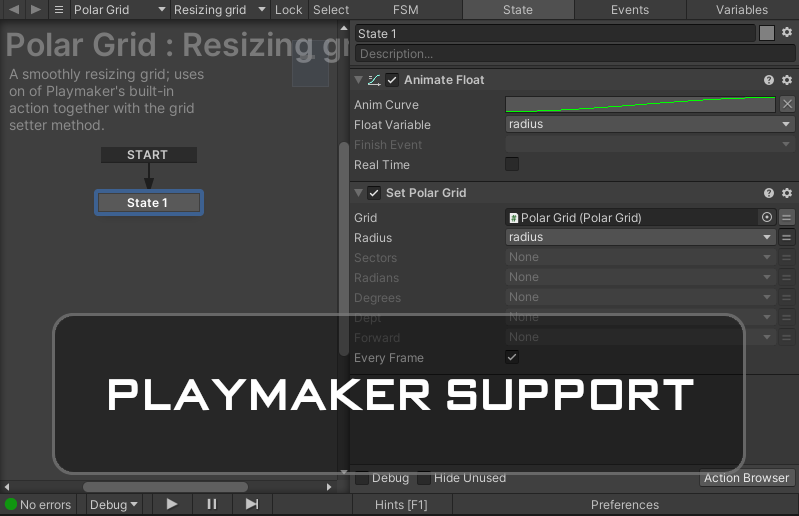 Polar Grid
Resizing grid
Lock
Select
FSM
State
Events
Variables
Polar Grid : Resizing gr
A smoothly resizing grid; uses
on of Playmaker's built-in
action together with the grid
setter method.
START
State 1
State 1
Description...
Animate Float
Anim Curve
Float Variable
radius
Finish Event
Real Time
Set Polar Grid
Grid
Polar Grid (Polar Grid)
Radius
radius
Sectors
None
Radians
None
Degrees
None
Dept
None
Forward
None
Every Frame
PLAYMAKER SUPPORT
Debug
Hide Unused
Action Browser
No errors
Debug
Hints [F1]
Preferences